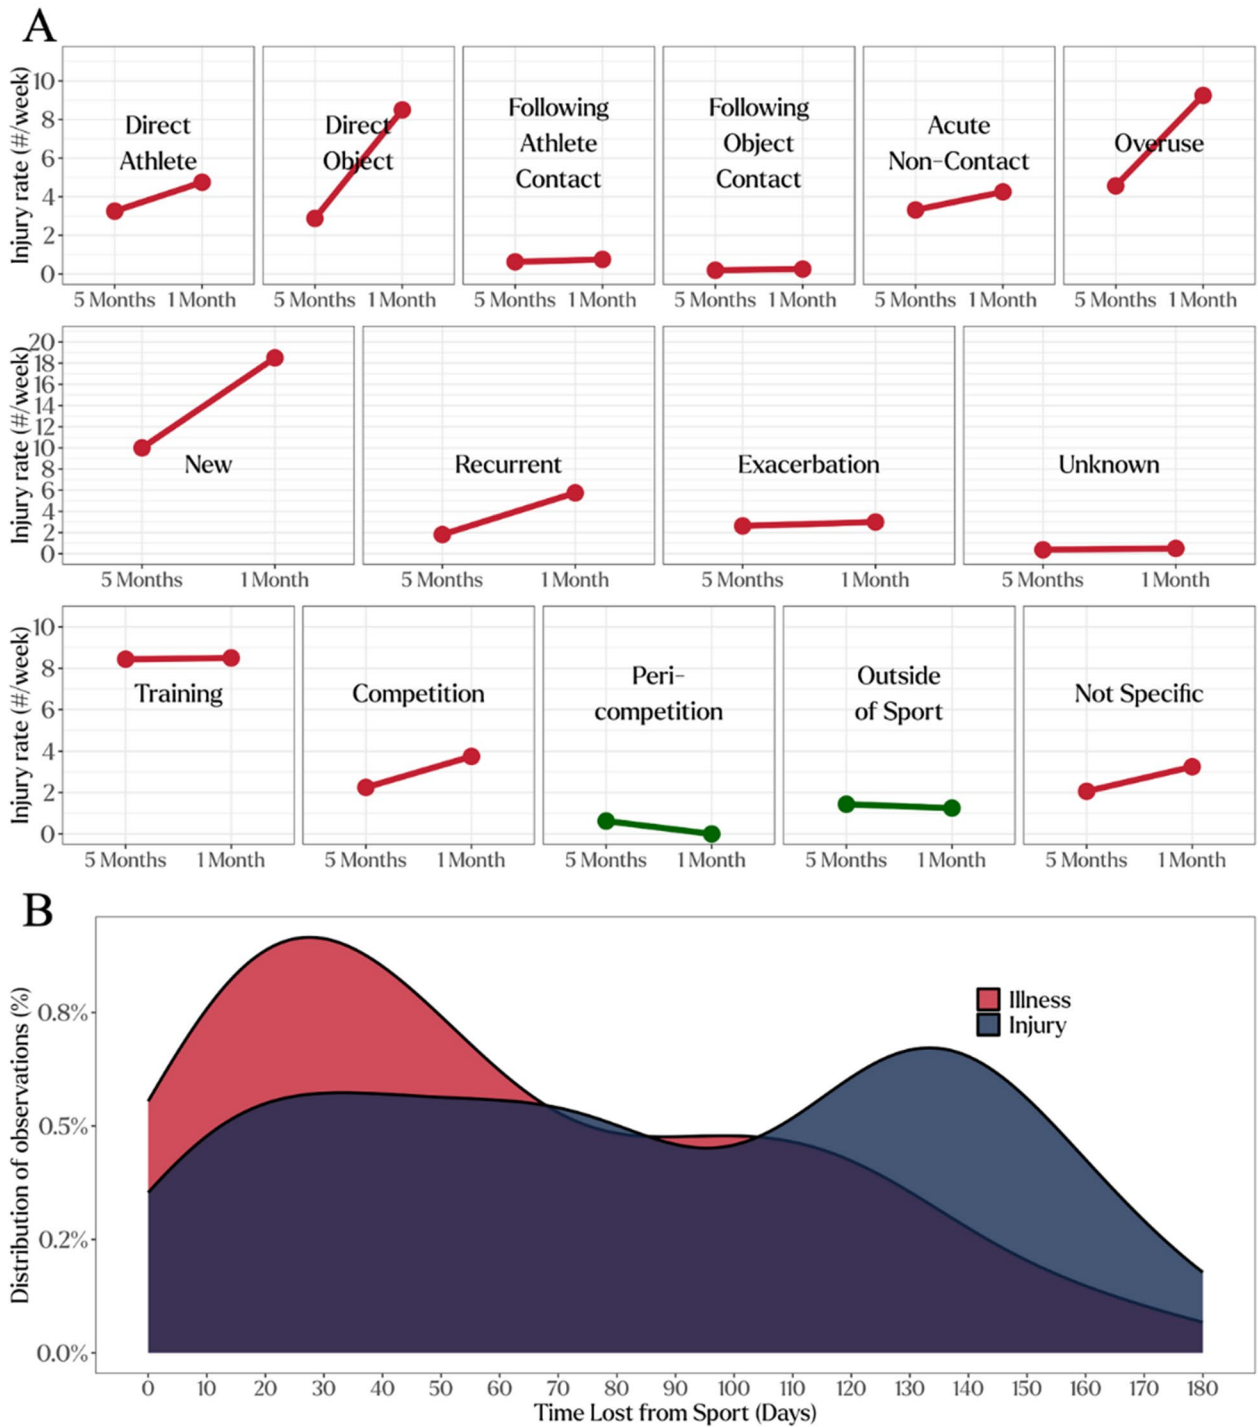 A
Injury rate (#/week)
10
8
6
4
2
0
Direct
Athlete
Direct
Object
Following
Athlete
Contact
Following
Object
Contact
Acute
Non-Contact
Overuse
5 Months 1 Month
5 Months 1 Month
5 Months 1 Month
5 Months 1 Month
5 Months 1 Month
5 Months 1 Month
Injury rate (#/week)
20
18
16
14
12
10
8
6
4
2
0
New
Recurrent
Exacerbation
Unknown
5 Months 1 Month
5 Months 1 Month
5 Months 1 Month
5 Months 1 Month
Injury rate (#/week)
10
8
6
4
2
0
Training
Competition
Peri-
competition
Outside
of Sport
Not Specific
5 Months 1 Month
5 Months 1 Month
5 Months 1 Month
5 Months 1 Month
5 Months 1 Month
B
Distribution of observations (%)
0.8%
0.5%
0.2%
0.0%
Illness
Injury
0 10 20 30 40 50 60 70 80 90 100 110 120 130 140 150 160 170 180
Time Lost from Sport (Days)